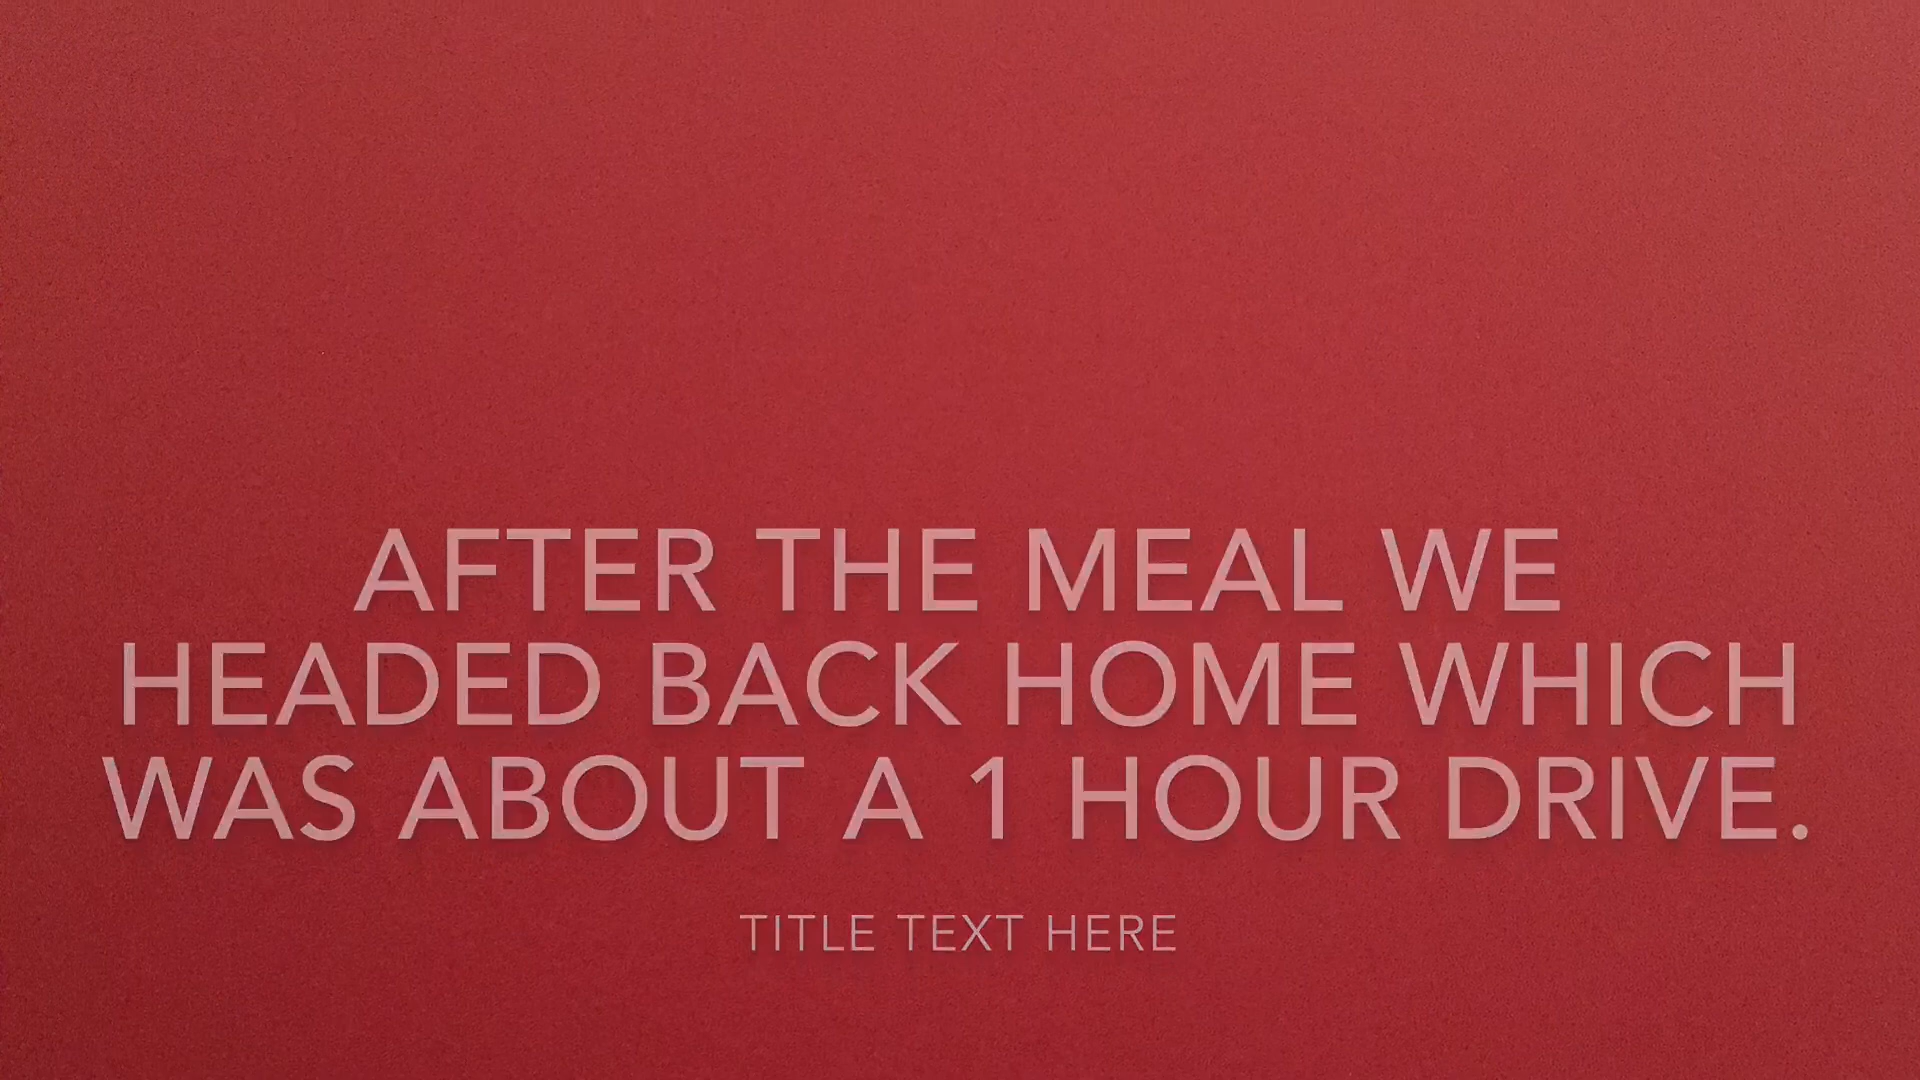 AFTER THE MEAL WE
HEADED BACK HOME WHICH
WAS ABOUT A 1 HOUR DRIVE.
TITLE TEXT HERE